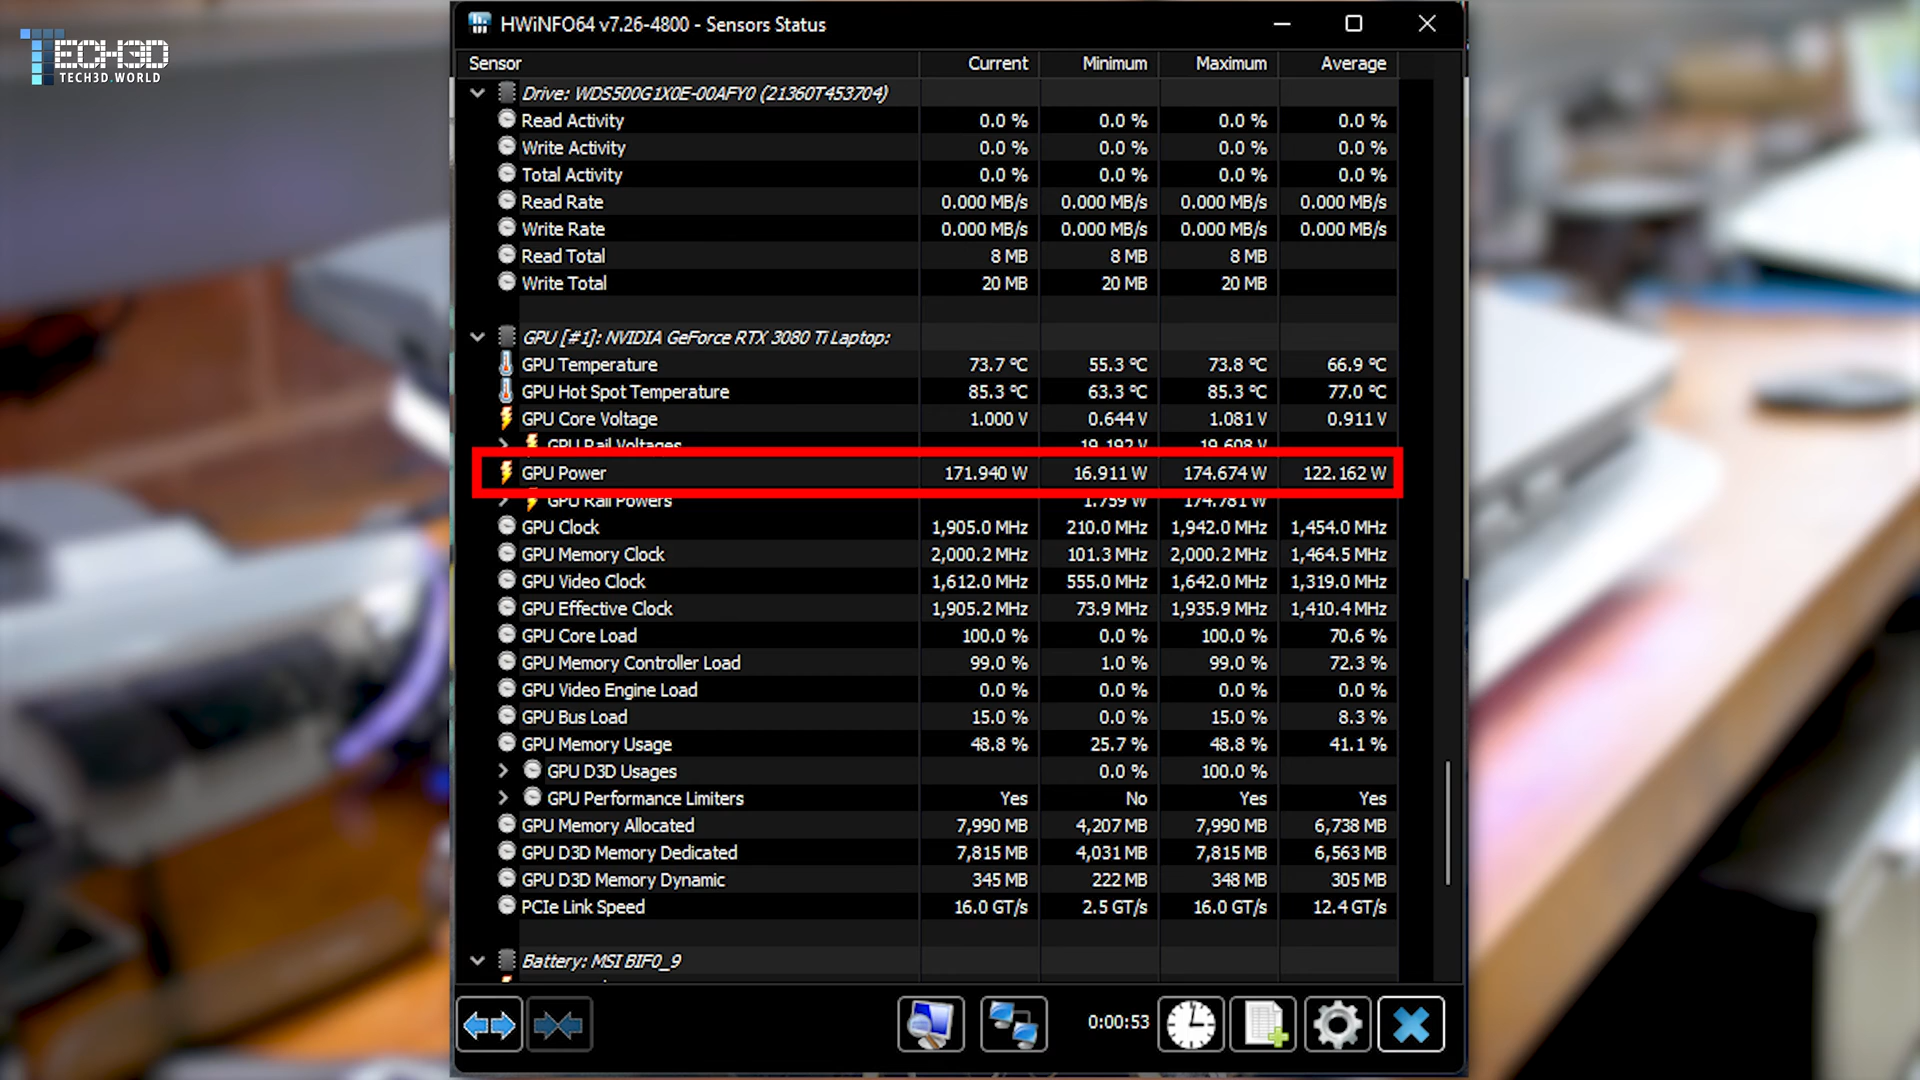 TECH3D
TECH3D.WORLD
HWiNFO64 v7.26-4800 - Sensors Status
Sensor Current Minimum Maximum Average
Drive: WDS500G1X0E-00AFY0 (21360T453704)
Read Activity 0.0 % 0.0 % 0.0 % 0.0 %
Write Activity 0.0 % 0.0 % 0.0 % 0.0 %
Total Activity 0.0 % 0.0 % 0.0 % 0.0 %
Read Rate 0.000 MB/s 0.000 MB/s 0.000 MB/s 0.000 MB/s
Write Rate 0.000 MB/s 0.000 MB/s 0.000 MB/s 0.000 MB/s
Read Total 8 MB 8 MB 8 MB
Write Total 20 MB 20 MB 20 MB
GPU [#1]: NVIDIA GeForce RTX 3080 Ti Laptop:
GPU Temperature 73.7 °C 55.3 °C 73.8 °C 66.9 °C
GPU Hot Spot Temperature 85.3 °C 63.3 °C 85.3 °C 77.0 °C
GPU Core Voltage 1.000 V 0.644 V 1.081 V 0.911 V
GPU Rail Voltages 19.192 V 19.608 V
GPU Power 171.940 W 16.911 W 174.674 W 122.162 W
GPU Rail Powers 1.759 W 174.781 W
GPU Clock 1,905.0 MHz 210.0 MHz 1,942.0 MHz 1,454.0 MHz
GPU Memory Clock 2,000.2 MHz 101.3 MHz 2,000.2 MHz 1,464.5 MHz
GPU Video Clock 1,612.0 MHz 555.0 MHz 1,642.0 MHz 1,319.0 MHz
GPU Effective Clock 1,905.2 MHz 73.9 MHz 1,935.9 MHz 1,410.4 MHz
GPU Core Load 100.0 % 0.0 % 100.0 % 70.6 %
GPU Memory Controller Load 99.0 % 1.0 % 99.0 % 72.3 %
GPU Video Engine Load 0.0 % 0.0 % 0.0 % 0.0 %
GPU Bus Load 15.0 % 0.0 % 15.0 % 8.3 %
GPU Memory Usage 48.8 % 25.7 % 48.8 % 41.1 %
GPU D3D Usages 0.0 % 100.0 %
GPU Performance Limiters Yes No Yes Yes
GPU Memory Allocated 7,990 MB 4,207 MB 7,990 MB 6,738 MB
GPU D3D Memory Dedicated 7,815 MB 4,031 MB 7,815 MB 6,563 MB
GPU D3D Memory Dynamic 345 MB 222 MB 348 MB 305 MB
PCIe Link Speed 16.0 GT/s 2.5 GT/s 16.0 GT/s 12.4 GT/s
Battery: MSI BIF0_9
0:00:53